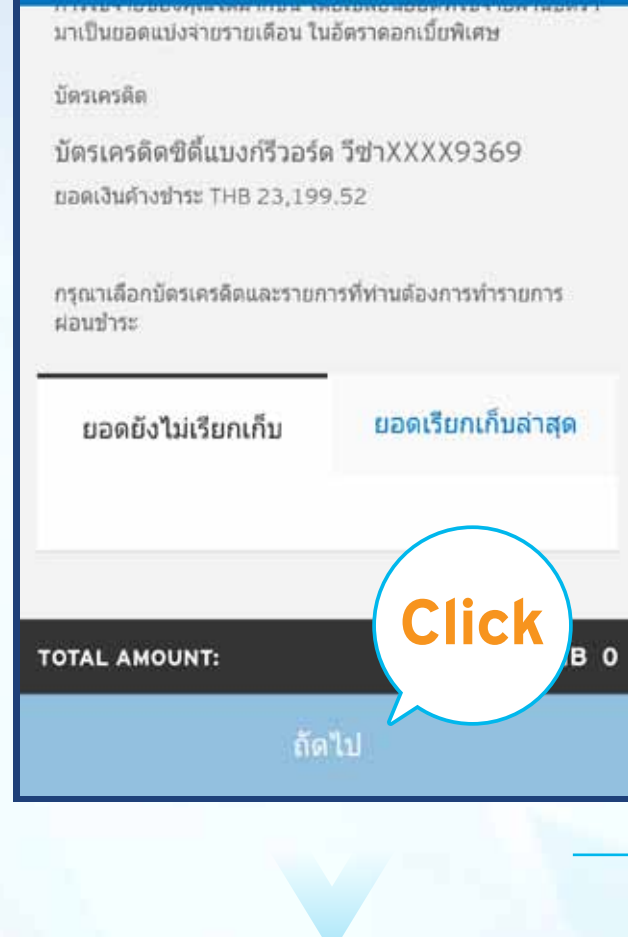 มาเป็นยอดแบ่งจ่ายรายเดือน ในอัตราดอกเบี้ยพิเศษ
บัตรเครดิต
บัตรเครดิตซิตี้แบงก์รีวอร์ด วีซ่าXXXX9369
ยอดเงินค้างชำระ THB 23,199.52
กรุณาเลือกบัตรเครดิตและรายการที่ท่านต้องการทำรายการ
ผ่อนชำระ
ยอดยังไม่เรียกเก็บ
ยอดเรียกเก็บล่าสุด
Click
TOTAL AMOUNT: B 0
ถัดไป